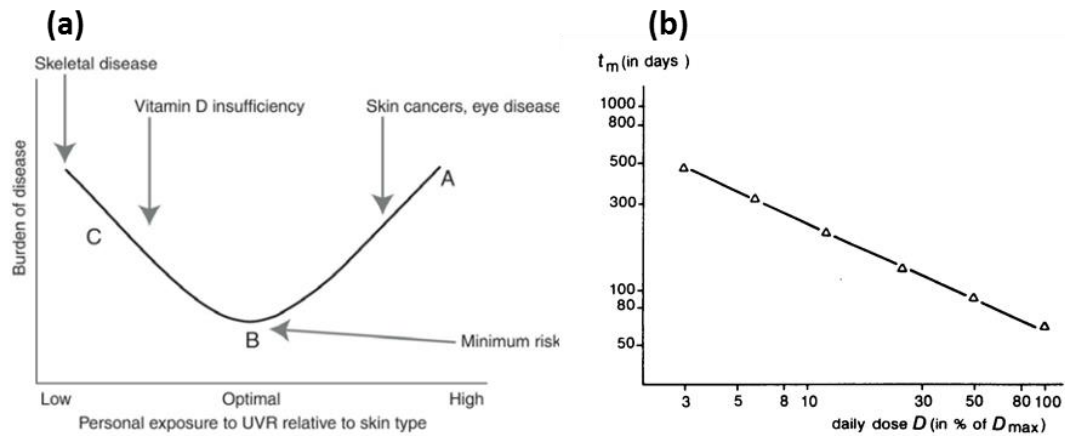 (a)
Skeletal disease
Vitamin D insufficiency
Skin cancers, eye disease
A
C
B
Minimum risk
Burden of disease
Low
Optimal
High
Personal exposure to UVR relative to skin type
(b)
tm (in days )
1000
800
500
300
100
80
50
3
5
8
10
30
50
80
100
daily dose D (in % of Dmax)